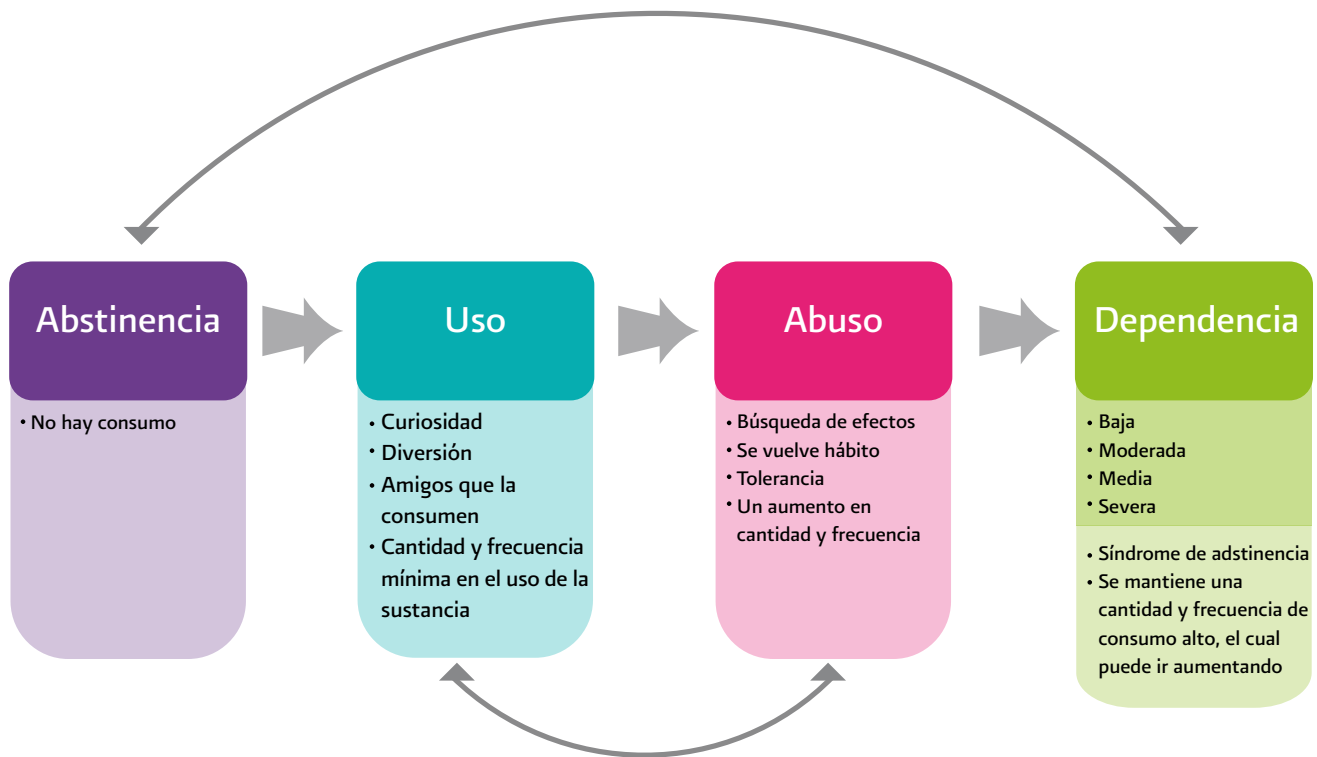 Abstinencia
• No hay consumo
Uso
• Curiosidad
• Diversión
• Amigos que la
consumen
• Cantidad y frecuencia
mínima en el uso de la
sustancia
Abuso
• Búsqueda de efectos
• Se vuelve hábito
• Tolerancia
• Un aumento en
cantidad y frecuencia
Dependencia
• Baja
• Moderada
• Media
• Severa
• Síndrome de adstinencia
• Se mantiene una
cantidad y frecuencia de
consumo alto, el cual
puede ir aumentando